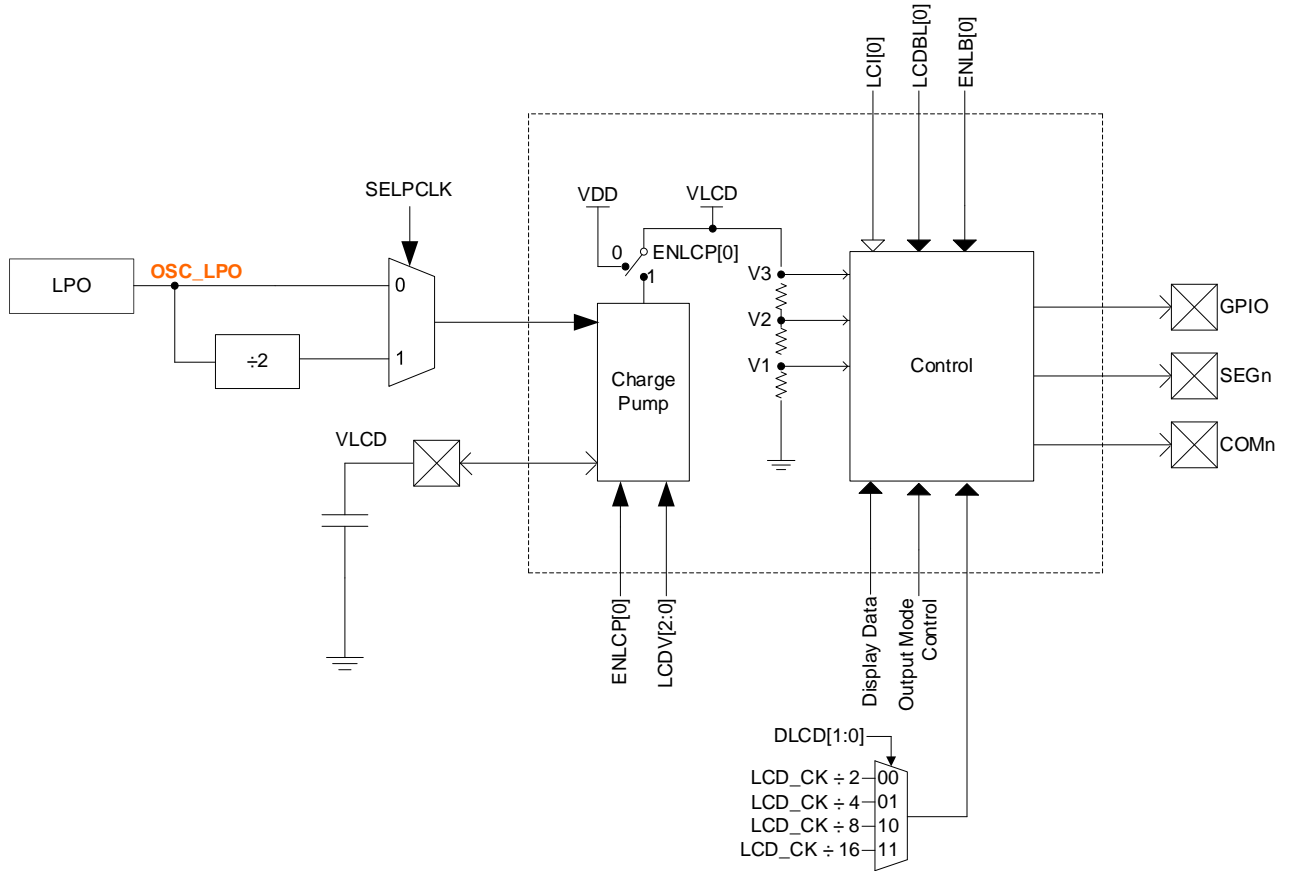 LCI[0]
LCDBL[0]
ENLB[0]
SELPCLK
VDD
VLCD
0
ENLCP[0]
1
LPO
OSC_LPO
0
÷2
1
V3
V2
V1
Charge
Pump
Control
GPIO
SEGn
COMn
VLCD
ENLCP[0]
LCDV[2:0]
Display Data
Output Mode
Control
DLCD[1:0]
LCD_CK ÷ 2 00
LCD_CK ÷ 4 01
LCD_CK ÷ 8 10
LCD_CK ÷ 16 11